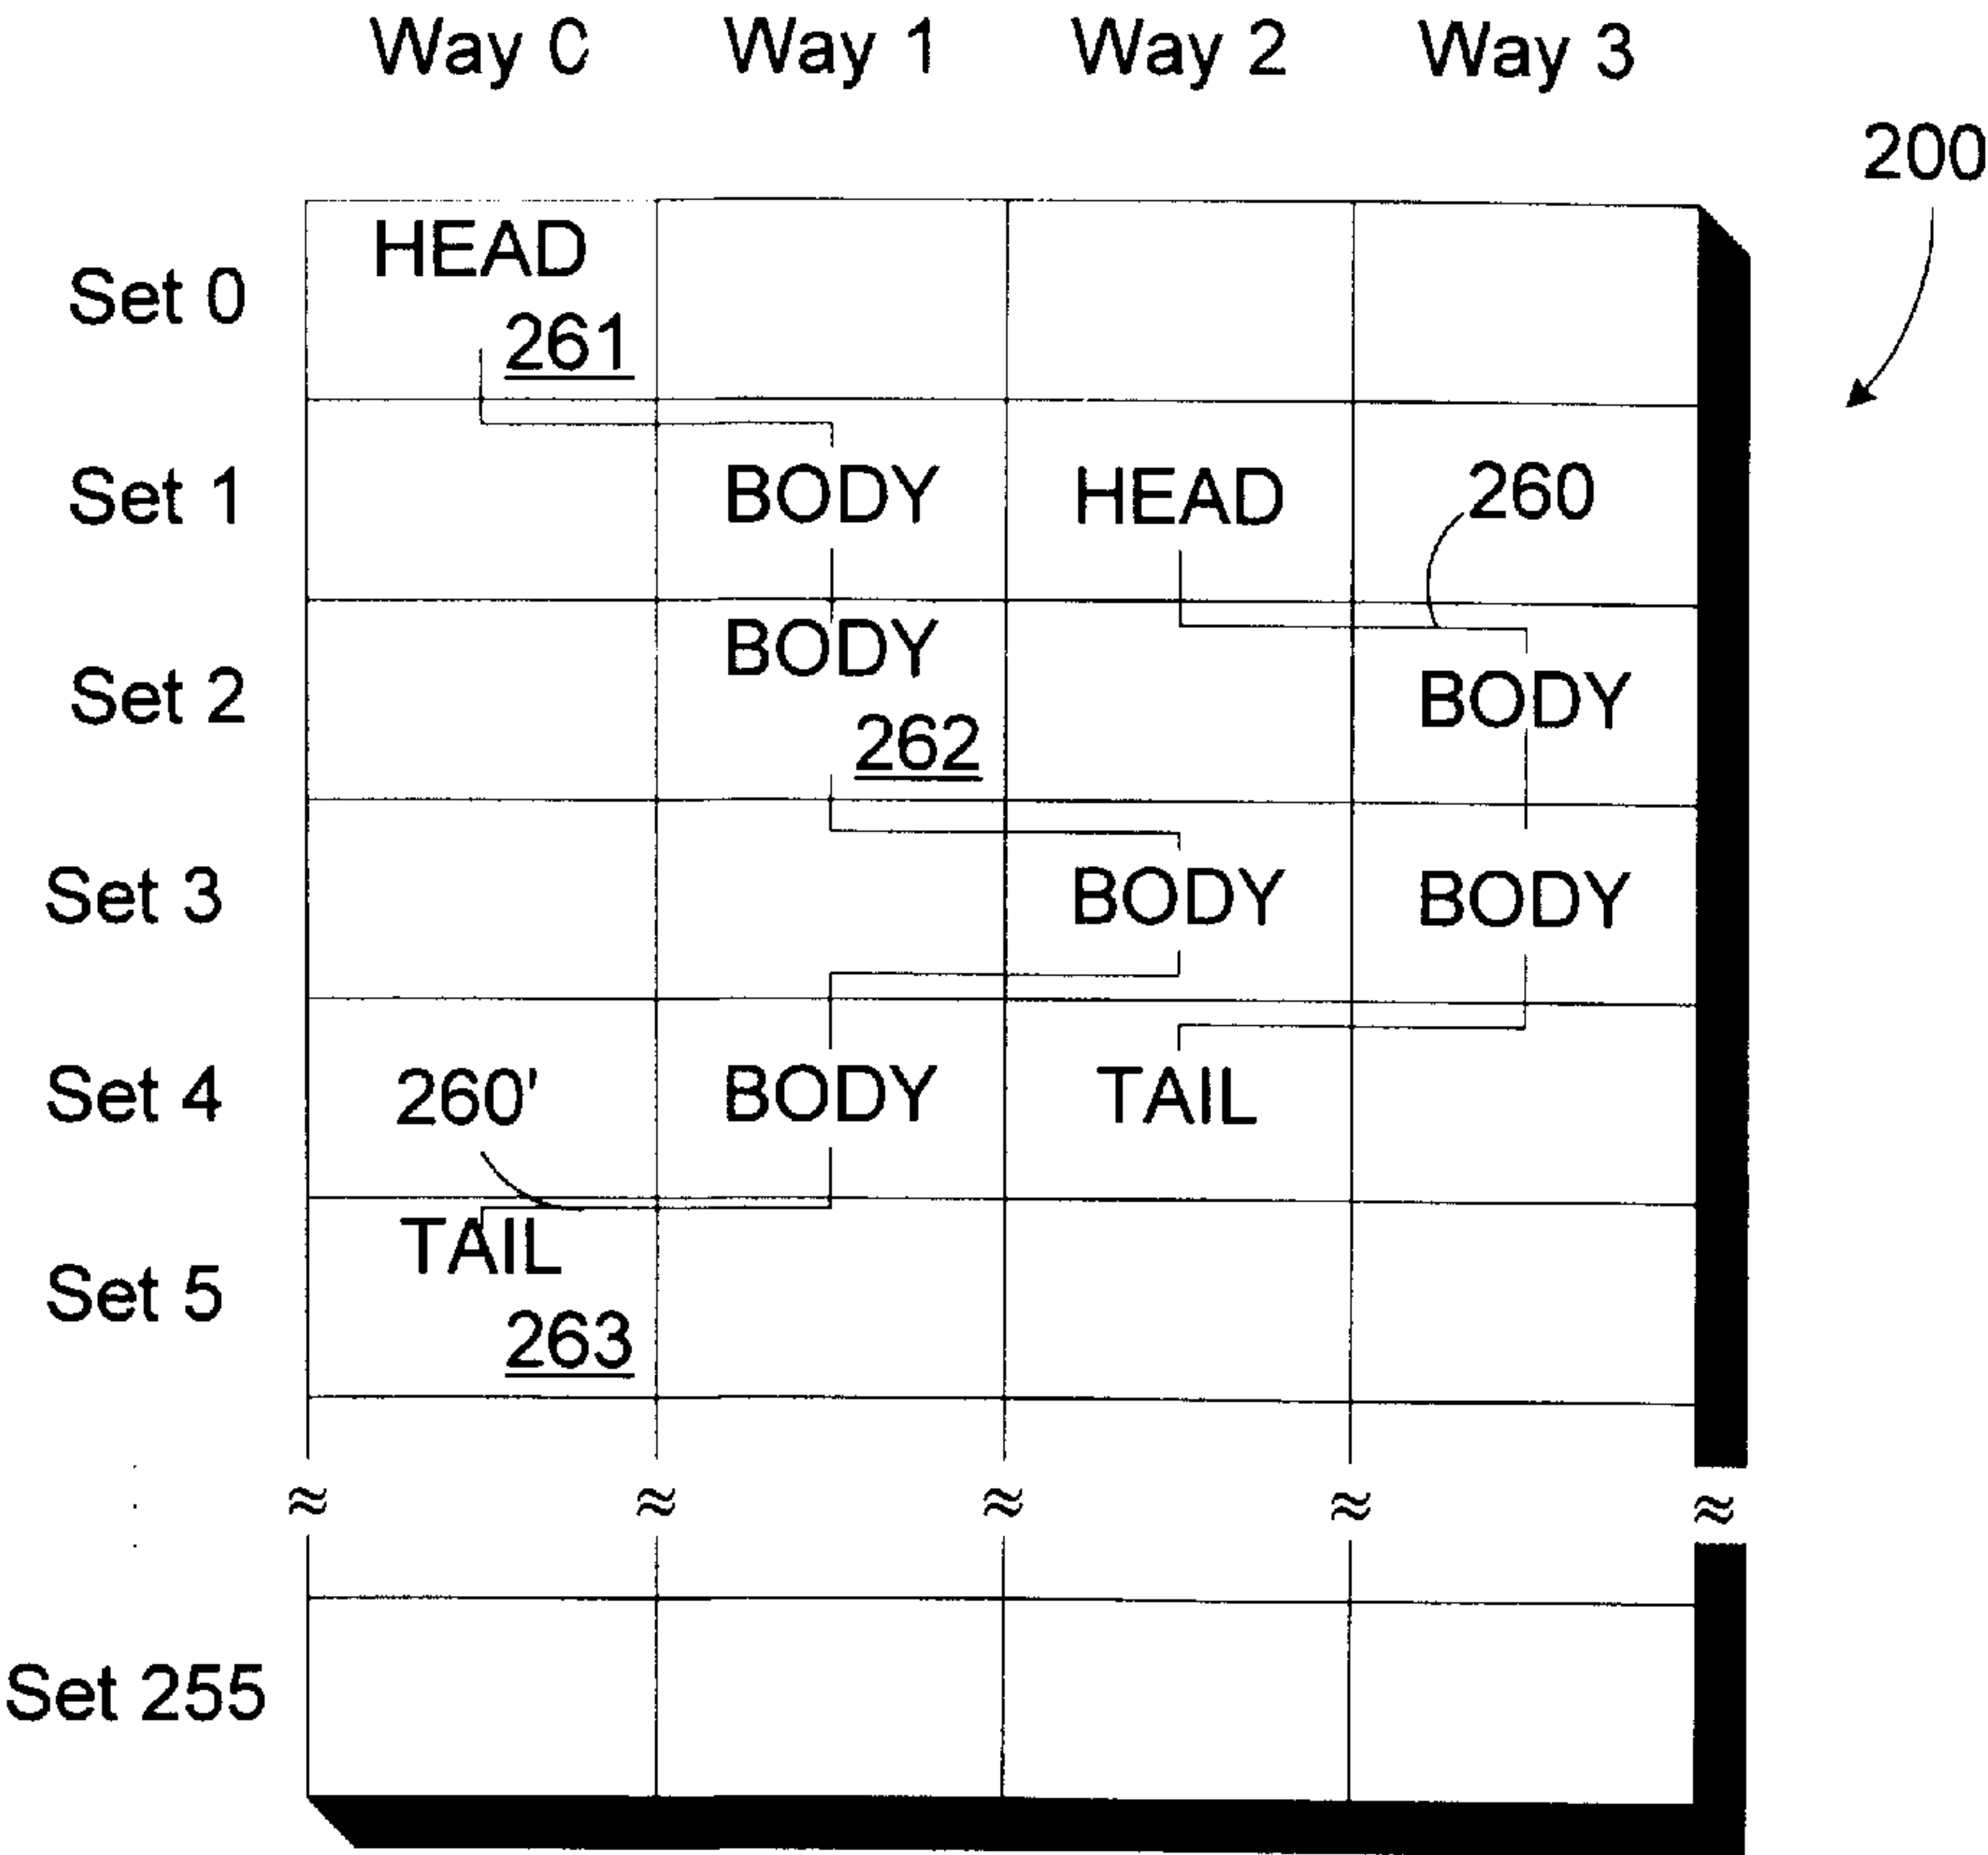 Way 0 Way 1 Way 2 Way 3
200
Set 0 HEAD
261
Set 1 BODY HEAD 260
Set 2 BODY BODY
262
Set 3 BODY BODY
Set 4 260' BODY TAIL
Set 5 TAIL
263
Set 255